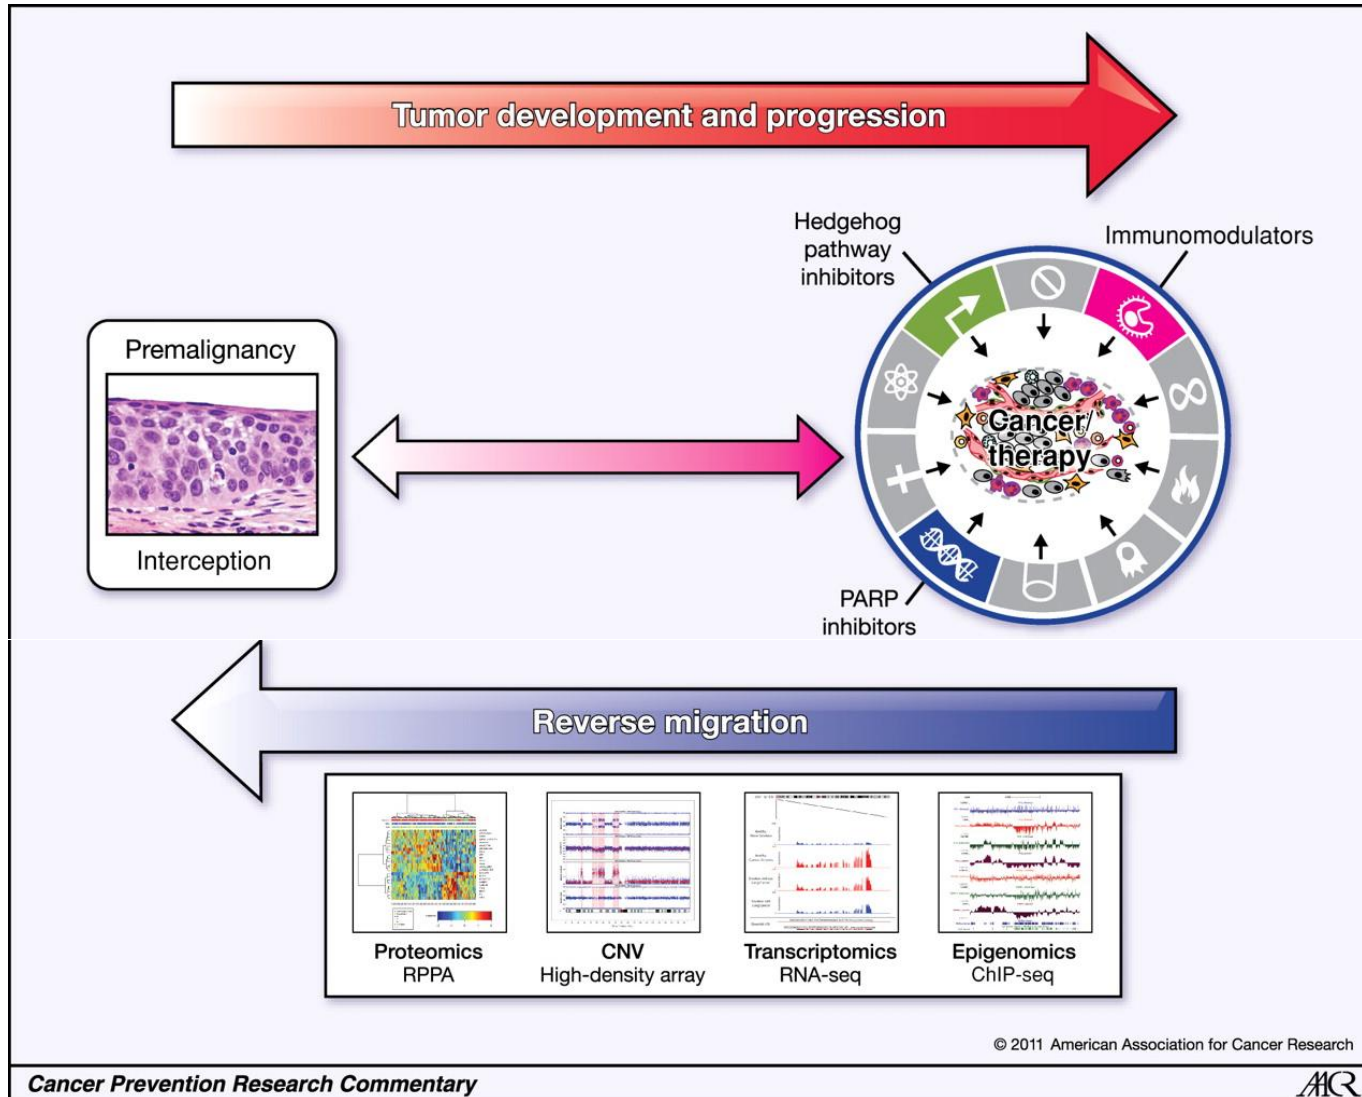 Tumor development and progression
Hedgehog
pathway
inhibitors
Immunomodulators
Premalignancy
Interception
Cancer/
therapy
PARP
inhibitors
Reverse migration
Proteomics
RPPA
CNV
High-density array
Transcriptomics
RNA-seq
Epigenomics
ChIP-seq
© 2011 American Association for Cancer Research
Cancer Prevention Research Commentary
AACR